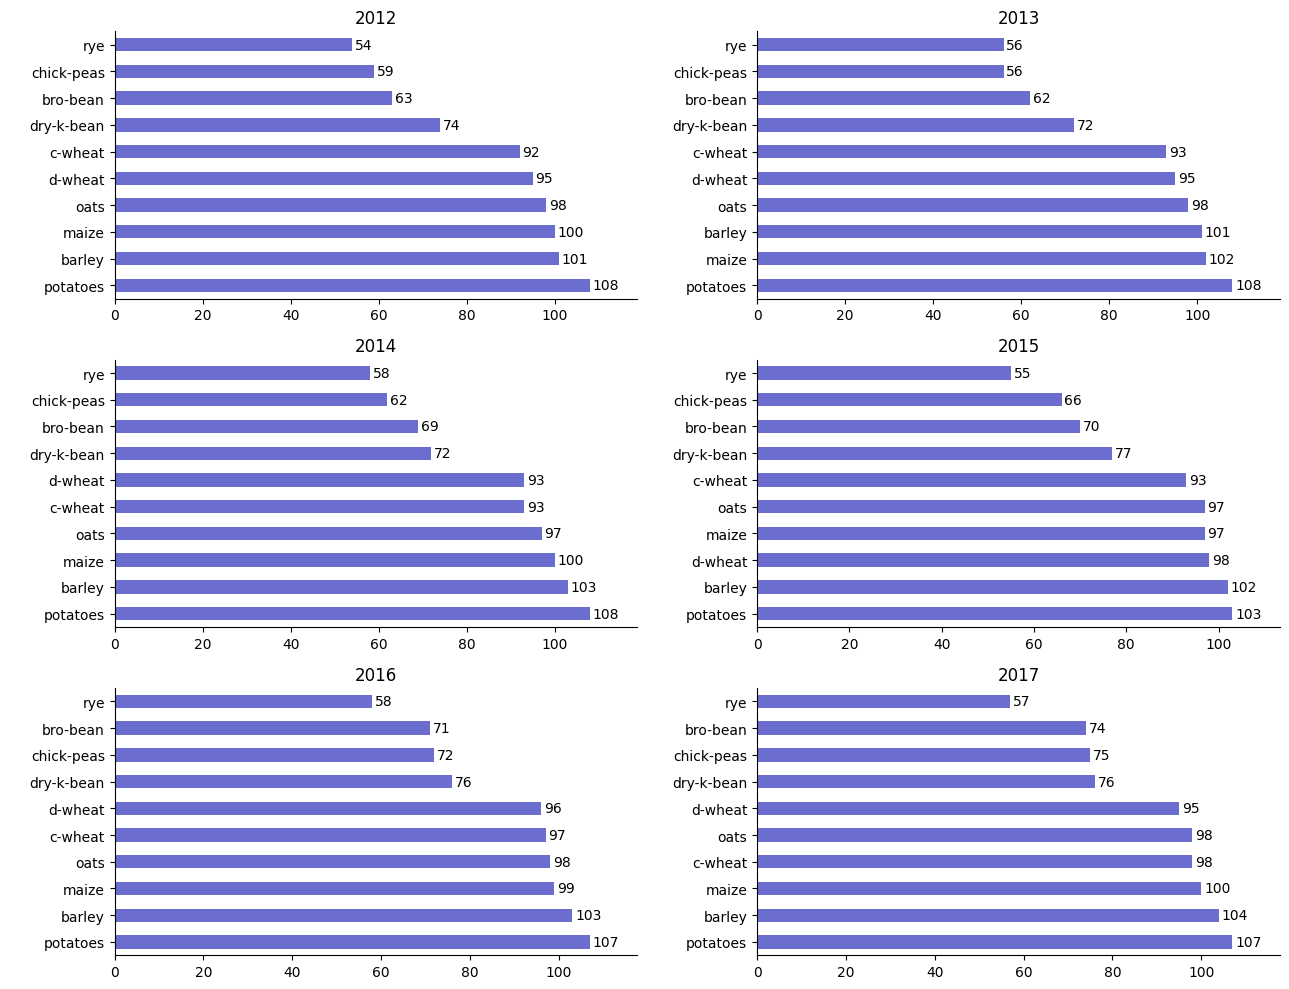 2012
rye 54
chick-peas 59
bro-bean 63
dry-k-bean 74
c-wheat 92
d-wheat 95
oats 98
maize 100
barley 101
potatoes 108
0 20 40 60 80 100
2013
rye 56
chick-peas 56
bro-bean 62
dry-k-bean 72
c-wheat 93
d-wheat 95
oats 98
barley 101
maize 102
potatoes 108
0 20 40 60 80 100
2014
rye 58
chick-peas 62
bro-bean 69
dry-k-bean 72
d-wheat 93
c-wheat 93
oats 97
maize 100
barley 103
potatoes 108
0 20 40 60 80 100
2015
rye 55
chick-peas 66
bro-bean 70
dry-k-bean 77
c-wheat 93
oats 97
maize 97
d-wheat 98
barley 102
potatoes 103
0 20 40 60 80 100
2016
rye 58
bro-bean 71
chick-peas 72
dry-k-bean 76
d-wheat 96
c-wheat 97
oats 98
maize 99
barley 103
potatoes 107
0 20 40 60 80 100
2017
rye 57
bro-bean 74
chick-peas 75
dry-k-bean 76
d-wheat 95
oats 98
c-wheat 98
maize 100
barley 104
potatoes 107
0 20 40 60 80 100